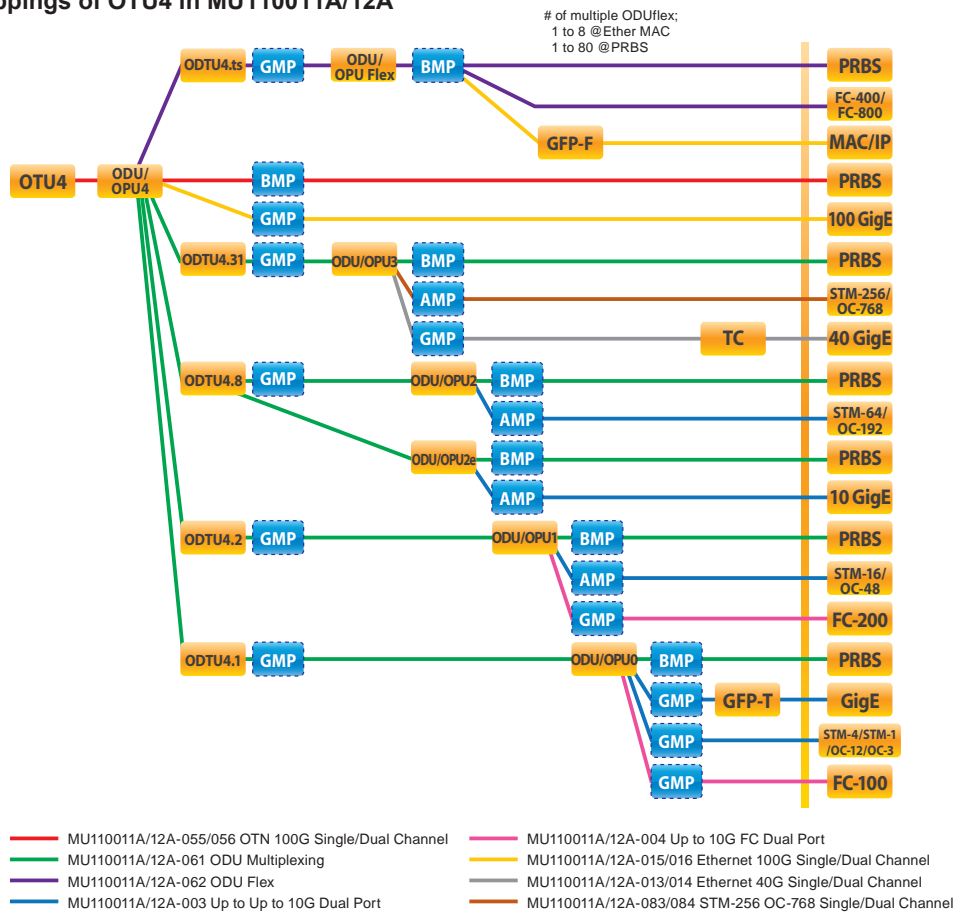 ppings of OTU4 in MU110011A/12A
# of multiple ODUflex;
1 to 8 @Ether MAC
1 to 80 @PRBS
ODTU4.ts
GMP
ODU/
OPU Flex
BMP
PRBS
FC-400/
FC-800
GFP-F
MAC/IP
OTU4
ODU/
OPU4
BMP
PRBS
GMP
100 GigE
ODTU4.31
GMP
ODU/OPU3
BMP
PRBS
AMP
STM-256/
OC-768
GMP
TC
40 GigE
ODTU4.8
GMP
ODU/OPU2
BMP
PRBS
AMP
STM-64/
OC-192
ODU/OPU2e
BMP
PRBS
AMP
10 GigE
ODTU4.2
GMP
ODU/OPU1
BMP
PRBS
AMP
STM-16/
OC-48
GMP
FC-200
ODTU4.1
GMP
ODU/OPU0
BMP
PRBS
GMP
GFP-T
GigE
GMP
STM-4/STM-1
/OC-12/OC-3
GMP
FC-100
MU110011A/12A-055/056 OTN 100G Single/Dual Channel
MU110011A/12A-061 ODU Multiplexing
MU110011A/12A-062 ODU Flex
MU110011A/12A-003 Up to Up to 10G Dual Port
MU110011A/12A-004 Up to 10G FC Dual Port
MU110011A/12A-015/016 Ethernet 100G Single/Dual Channel
MU110011A/12A-013/014 Ethernet 40G Single/Dual Channel
MU110011A/12A-083/084 STM-256 OC-768 Single/Dual Channel